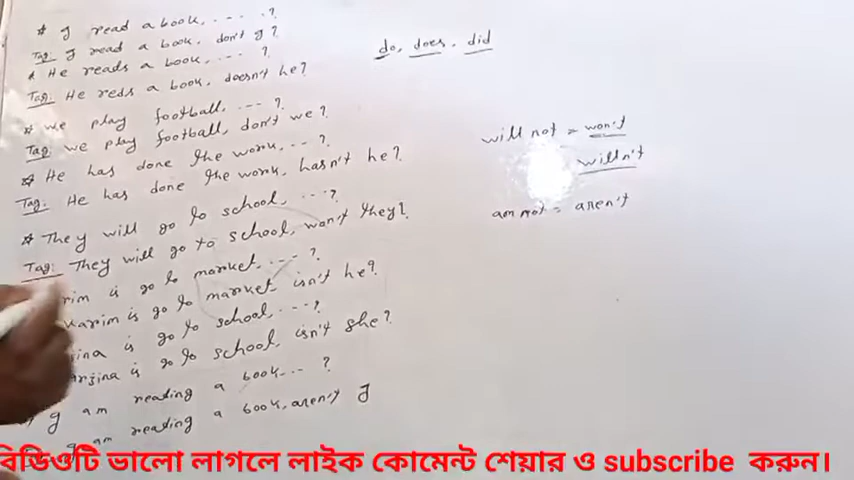 * I read a book, ... ?
Tag: I read a book, don't I?
* He reads a book, ... ?
Tag: He reds a book, doesn't he?
* we play football, ... ?
Tag: we play football, don't we?
* He has done the work, ... ?
Tag: He has done the work, hasn't he?
* They will go to school, ... ?
Tag: They will go to school, won't they?
rim is go to market, ... ?
Karim is go to market, isn't he?
jina is go to school, ... ?
rjina is go to school, isn't she?
I am reading a book, ... ?
am reading a book, aren't I
do, does, did
will not = won't
willn't
am not = aren't
বিডিওটি ভালো লাগলে লাইক কোমেন্ট শেয়ার ও subscribe করুন।